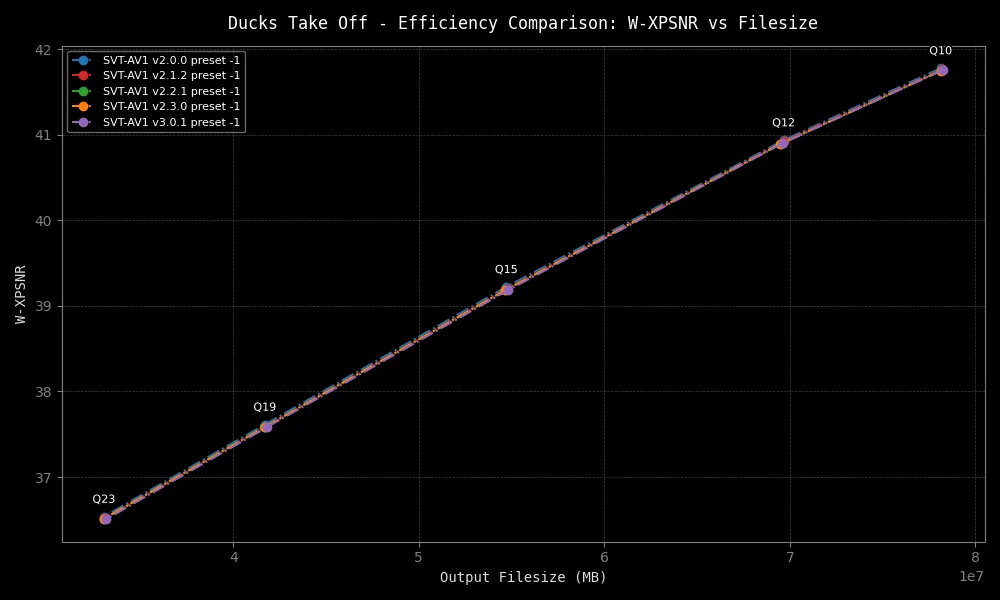 Ducks Take Off - Efficiency Comparison: W-XPSNR vs Filesize
SVT-AV1 v2.0.0 preset -1
SVT-AV1 v2.1.2 preset -1
SVT-AV1 v2.2.1 preset -1
SVT-AV1 v2.3.0 preset -1
SVT-AV1 v3.0.1 preset -1
Q10
Q12
Q15
Q19
Q23
42
41
40
39
38
37
W-XPSNR
4 5 6 7 8
1e7
Output Filesize (MB)